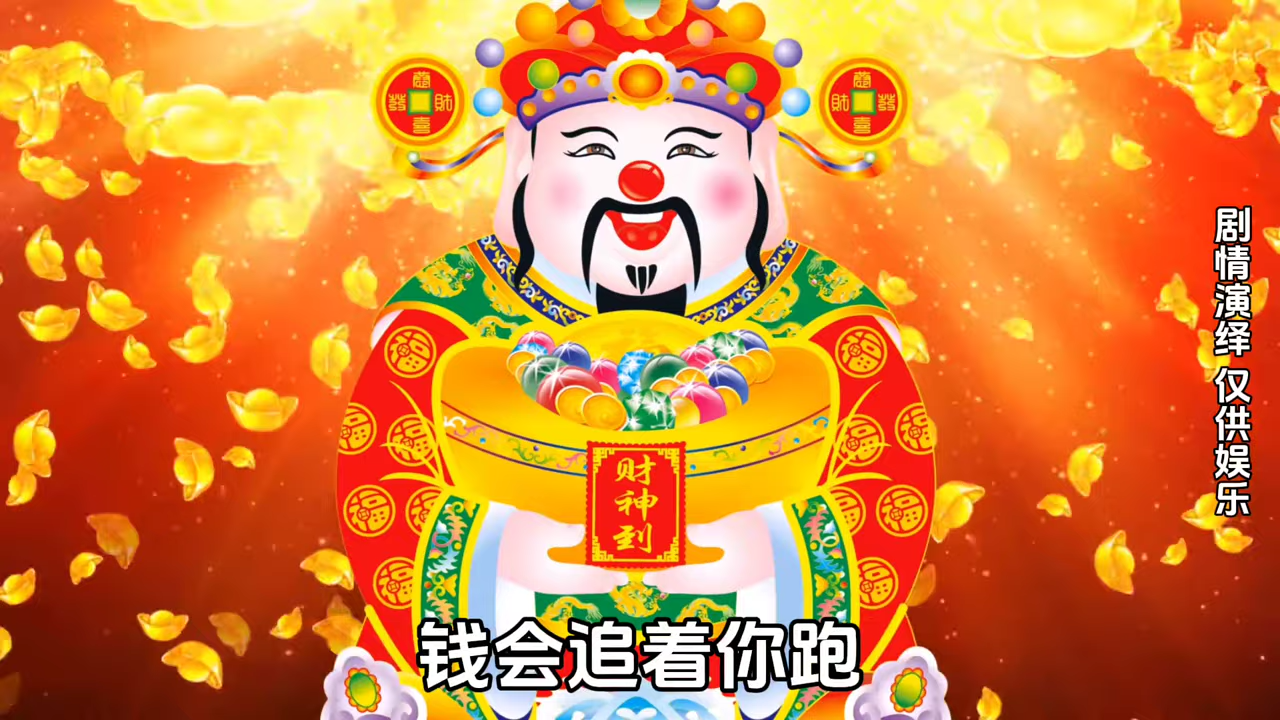 剧情演绎 仅供娱乐
财神到
钱会追着你跑